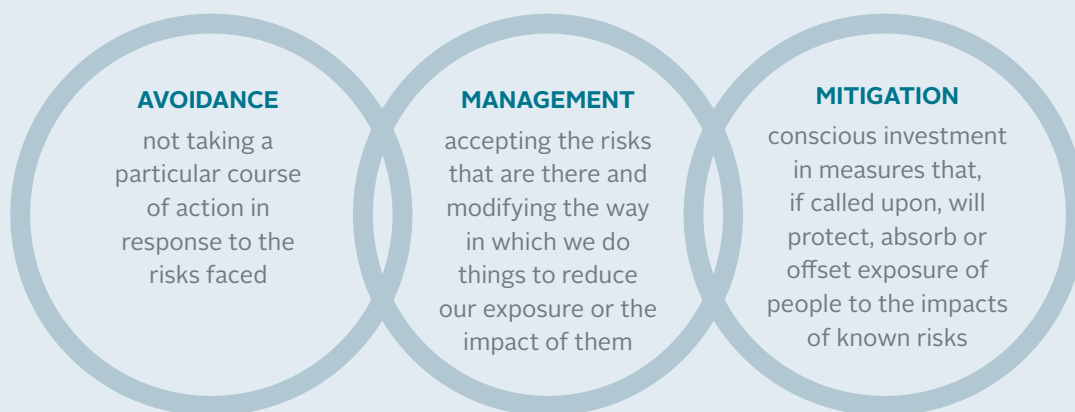 AVOIDANCE
not taking a
particular course
of action in
response to the
risks faced
MANAGEMENT
accepting the risks
that are there and
modifying the way
in which we do
things to reduce
our exposure or the
impact of them
MITIGATION
conscious investment
in measures that,
if called upon, will
protect, absorb or
offset exposure of
people to the impacts
of known risks